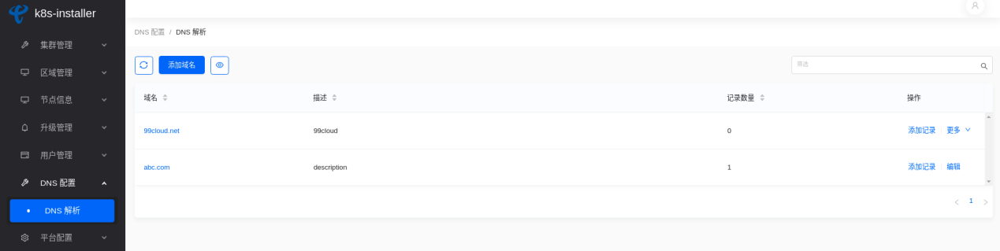 k8s-installer
集群管理
区域管理
节点信息
升级管理
用户管理
DNS 配置
DNS 解析
平台配置
DNS 配置 / DNS 解析
添加域名
筛选
域名 描述 记录数量 操作
99cloud.net 99cloud 0 添加记录 更多
abc.com description 1 添加记录 编辑
1